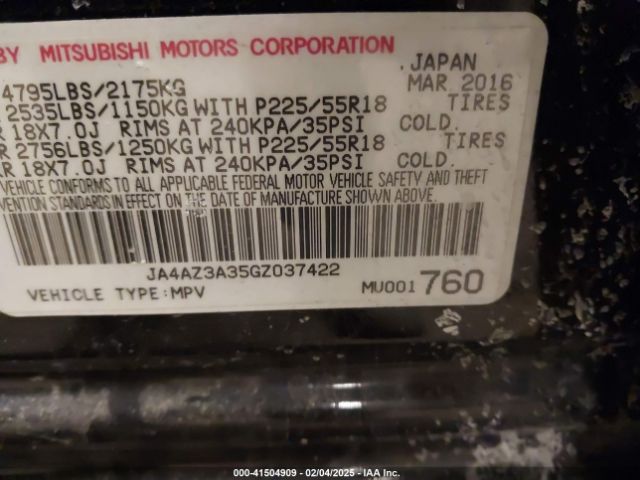 BY MITSUBISHI MOTORS CORPORATION
JAPAN
4795LBS/2175KG MAR 2016
2535LBS/1150KG WITH P225/55R18 TIRES
R 18X7.0J RIMS AT 240KPA/35PSI COLD.
R 2756LBS/1250KG WITH P225/55R18 TIRES
R 18X7.0J RIMS AT 240KPA/35PSI COLD.
VEHICLE CONFORMS TO ALL APPLICABLE FEDERAL MOTOR VEHICLE SAFETY AND THEFT
VENTION STANDARDS IN EFFECT ON THE DATE OF MANUFACTURE SHOWN ABOVE.
JA4AZ3A35GZ037422
VEHICLE TYPE:MPV MU001760
000-41504909 - 02/04/2025 - IAA Inc.